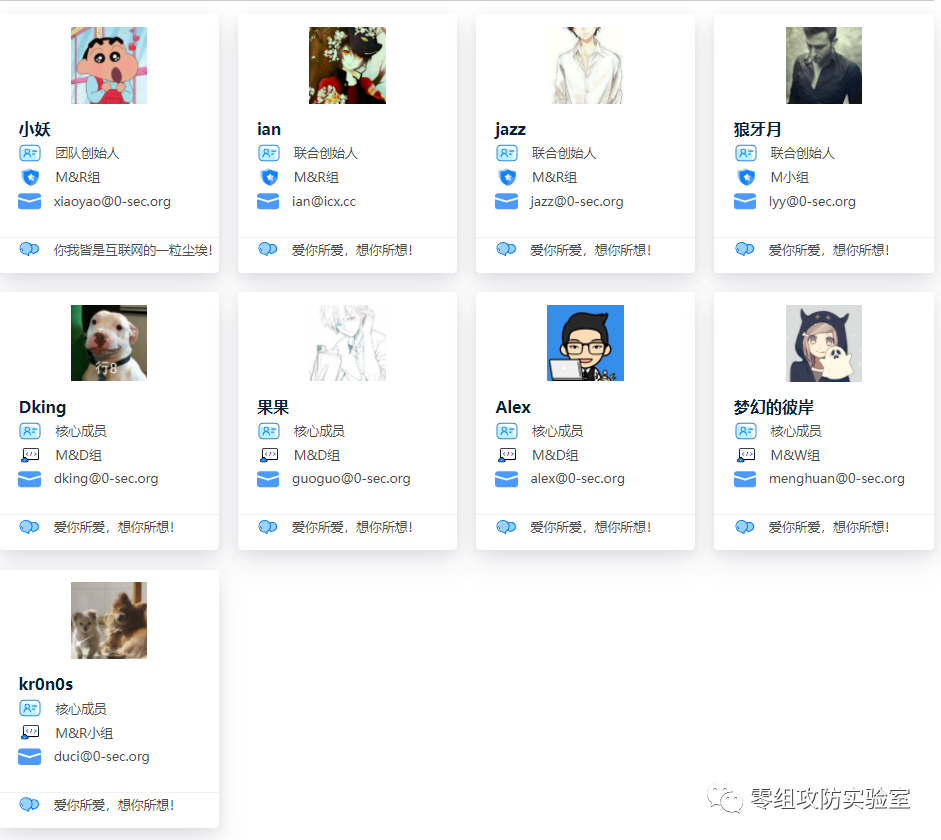 小妖
团队创始人
M&R组
xiaoyao@0-sec.org
你我皆是互联网的一粒尘埃!
ian
联合创始人
M&R组
ian@icx.cc
爱你所爱，想你所想!
jazz
联合创始人
M&R组
jazz@0-sec.org
爱你所爱，想你所想!
狼牙月
联合创始人
M小组
lyy@0-sec.org
爱你所爱，想你所想!
行8
Dking
核心成员
M&D组
dking@0-sec.org
爱你所爱，想你所想!
果果
核心成员
M&D组
guoguo@0-sec.org
爱你所爱，想你所想!
Alex
核心成员
M&D组
alex@0-sec.org
爱你所爱，想你所想!
梦幻的彼岸
核心成员
M&W组
menghuan@0-sec.org
爱你所爱，想你所想!
kr0n0s
核心成员
M&R小组
duci@0-sec.org
爱你所爱，想你所想!
零组攻防实验室